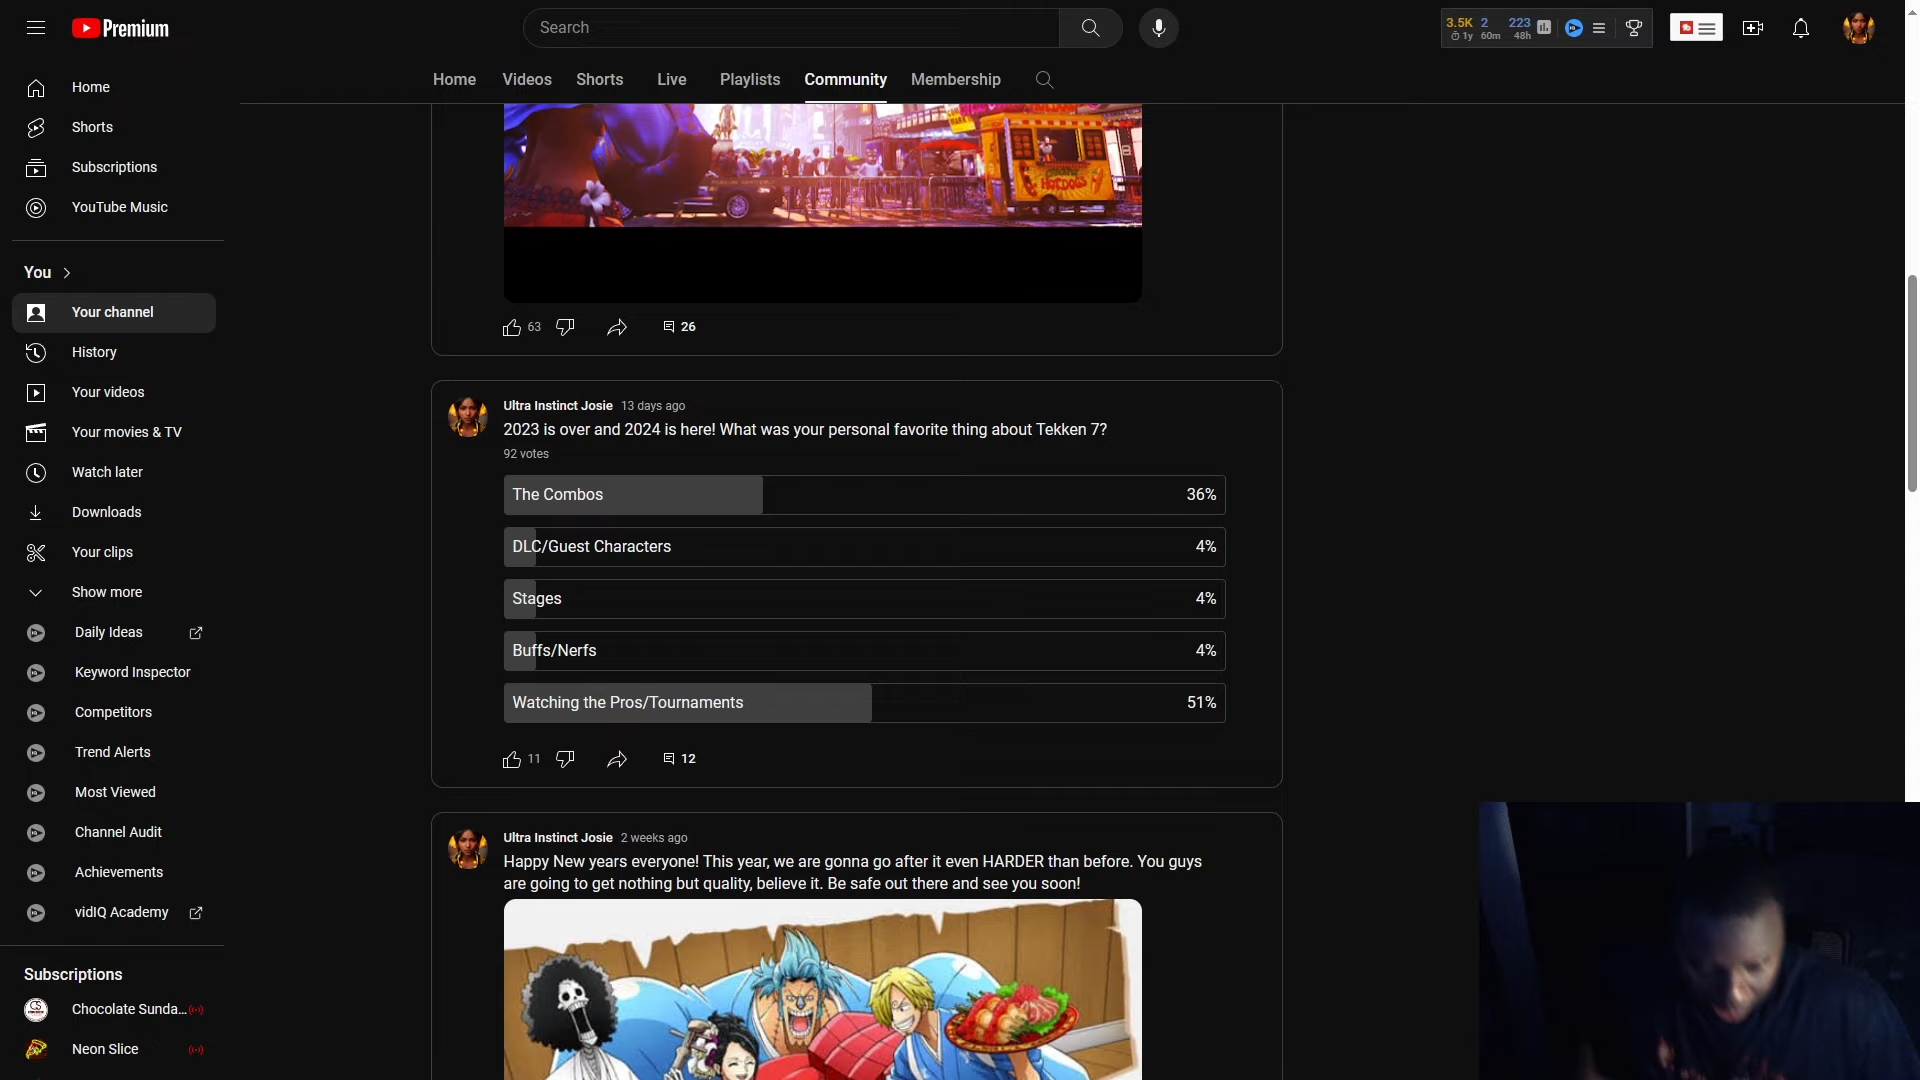 Premium
Search
3.5K 2 223
1y 60m 48h
Home Videos Shorts Live Playlists Community Membership
Home
Shorts
Subscriptions
YouTube Music
You
Your channel
History
Your videos
Your movies & TV
Watch later
Downloads
Your clips
Show more
Daily Ideas
Keyword Inspector
Competitors
Trend Alerts
Most Viewed
Channel Audit
Achievements
vidIQ Academy
Subscriptions
Chocolate Sunda...
Neon Slice
HOTDOGS
63 26
Ultra Instinct Josie 13 days ago
2023 is over and 2024 is here! What was your personal favorite thing about Tekken 7?
92 votes
The Combos 36%
DLC/Guest Characters 4%
Stages 4%
Buffs/Nerfs 4%
Watching the Pros/Tournaments 51%
11 12
Ultra Instinct Josie 2 weeks ago
Happy New years everyone! This year, we are gonna go after it even HARDER than before. You guys
are going to get nothing but quality, believe it. Be safe out there and see you soon!